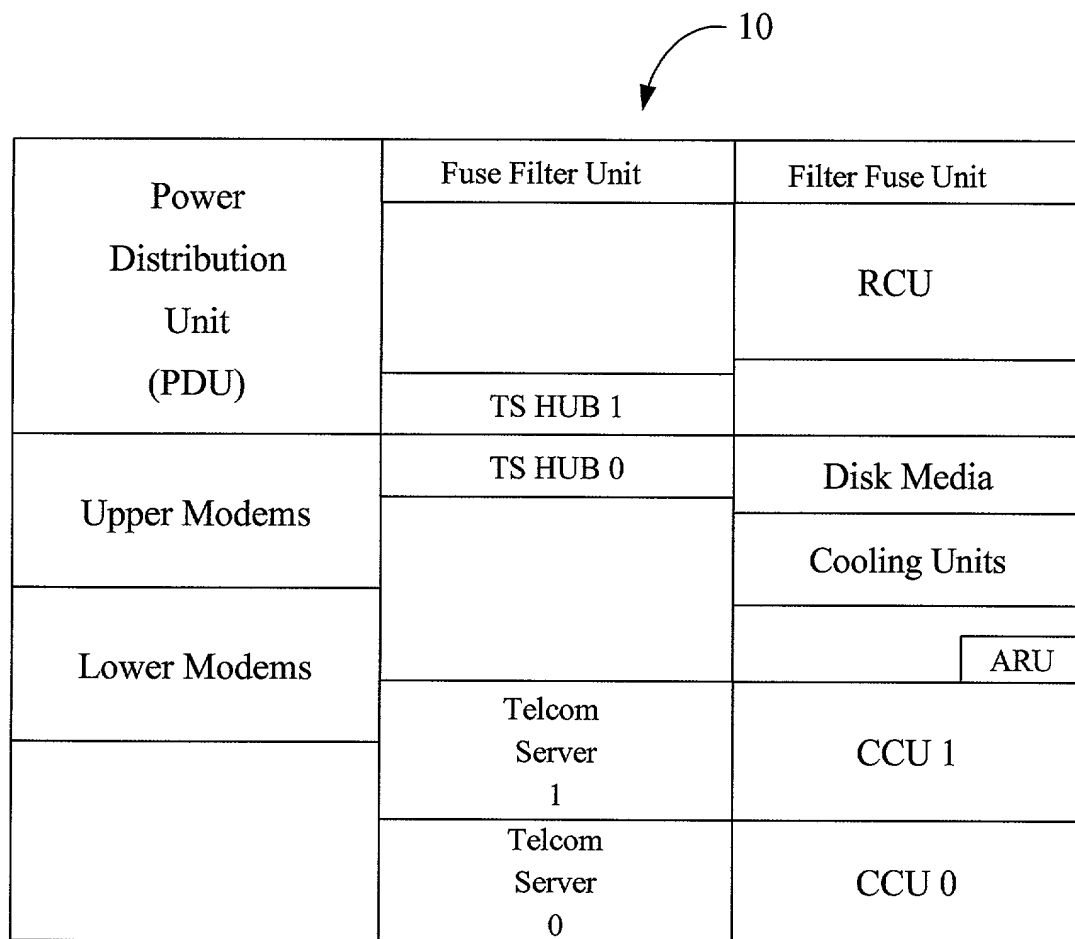 10
Power
Distribution
Unit
(PDU)
Upper Modems
Lower Modems
Fuse Filter Unit
TS HUB 1
TS HUB 0
Telcom
Server
1
Telcom
Server
0
Filter Fuse Unit
RCU
Disk Media
Cooling Units
ARU
CCU 1
CCU 0